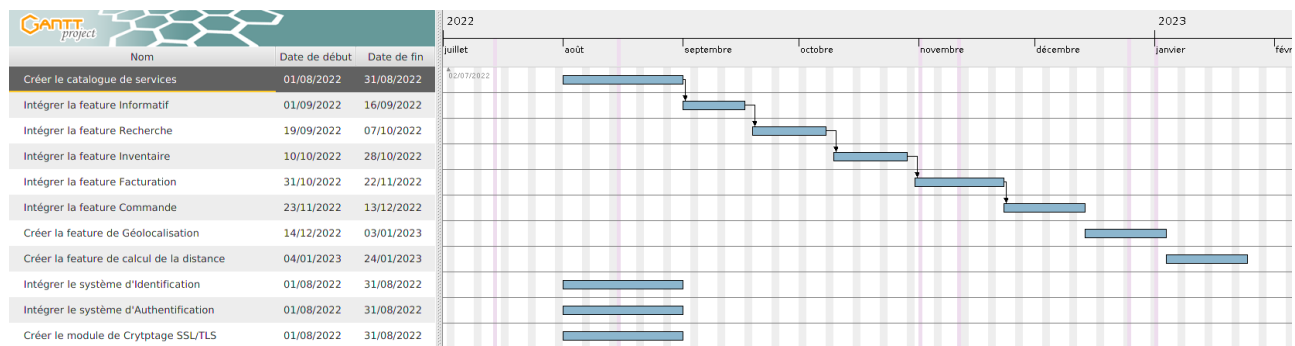 GANTT
project
2022
2023
juillet
août
septembre
octobre
novembre
décembre
janvier
févr
Nom Date de début Date de fin
02/07/2022
Créer le catalogue de services 01/08/2022 31/08/2022
Intégrer la feature Informatif 01/09/2022 16/09/2022
Intégrer la feature Recherche 19/09/2022 07/10/2022
Intégrer la feature Inventaire 10/10/2022 28/10/2022
Intégrer la feature Facturation 31/10/2022 22/11/2022
Intégrer la feature Commande 23/11/2022 13/12/2022
Créer la feature de Géolocalisation 14/12/2022 03/01/2023
Créer la feature de calcul de la distance 04/01/2023 24/01/2023
Intégrer le système d'Identification 01/08/2022 31/08/2022
Intégrer le système d'Authentification 01/08/2022 31/08/2022
Créer le module de Crytptage SSL/TLS 01/08/2022 31/08/2022